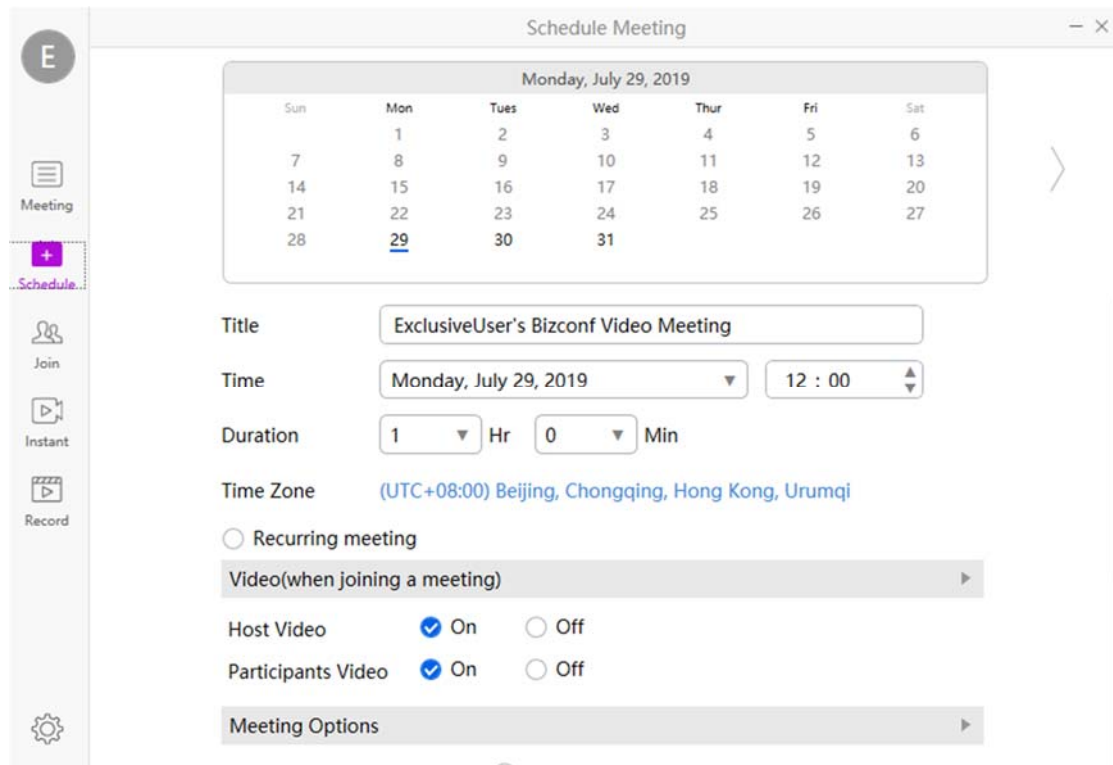 Schedule Meeting
E
Meeting
Schedule
Join
Instant
Record
Monday, July 29, 2019
Sun Mon Tues Wed Thur Fri Sat
1 2 3 4 5 6
7 8 9 10 11 12 13
14 15 16 17 18 19 20
21 22 23 24 25 26 27
28 29 30 31
Title ExclusiveUser's Bizconf Video Meeting
Time Monday, July 29, 2019 12 : 00
Duration 1 Hr 0 Min
Time Zone (UTC+08:00) Beijing, Chongqing, Hong Kong, Urumqi
Recurring meeting
Video(when joining a meeting)
Host Video On Off
Participants Video On Off
Meeting Options